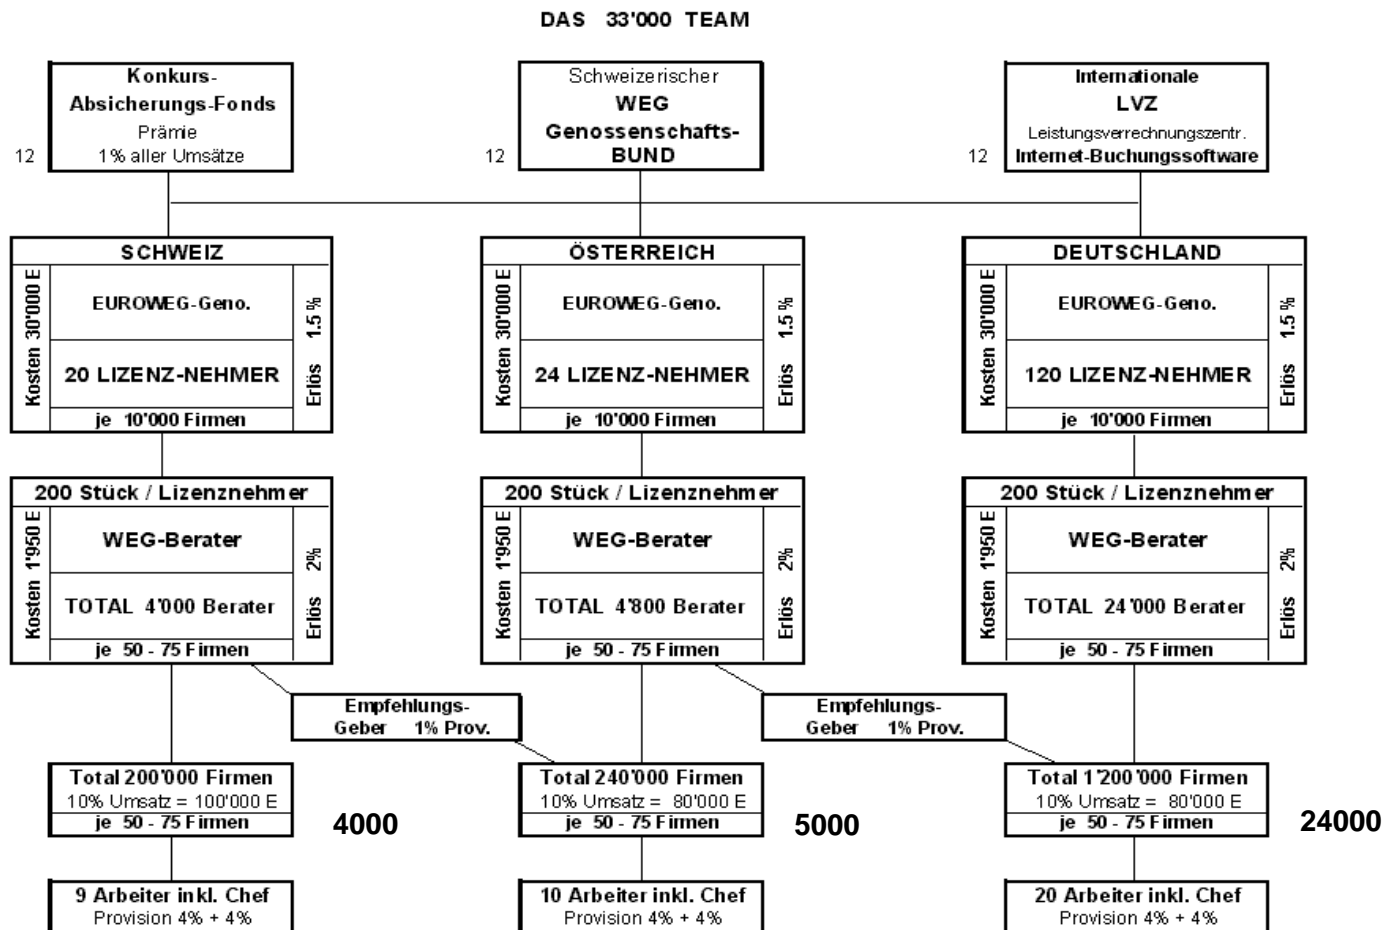 DAS 33'000 TEAM
Konkurs-
Absicherungs-Fonds
Prämie
1% aller Umsätze
12
Schweizerischer
WEG
Genossenschafts-
BUND
12
Internationale
LVZ
Leistungsverrechnungszentr.
Internet-Buchungssoftware
12
SCHWEIZ
Kosten 30'000 E
EUROWEG-Geno.
20 LIZENZ-NEHMER
Erlös 1.5 %
je 10'000 Firmen
ÖSTERREICH
Kosten 30'000 E
EUROWEG-Geno.
24 LIZENZ-NEHMER
Erlös 1.5 %
je 10'000 Firmen
DEUTSCHLAND
Kosten 30'000 E
EUROWEG-Geno.
120 LIZENZ-NEHMER
Erlös 1.5 %
je 10'000 Firmen
200 Stück / Lizenznehmer
Kosten 1'950 E
WEG-Berater
TOTAL 4'000 Berater
Erlös 2%
je 50 - 75 Firmen
200 Stück / Lizenznehmer
Kosten 1'950 E
WEG-Berater
TOTAL 4'800 Berater
Erlös 2%
je 50 - 75 Firmen
200 Stück / Lizenznehmer
Kosten 1'950 E
WEG-Berater
TOTAL 24'000 Berater
Erlös 2%
je 50 - 75 Firmen
Empfehlungs-
Geber 1% Prov.
Empfehlungs-
Geber 1% Prov.
Total 200'000 Firmen
10% Umsatz = 100'000 E
je 50 - 75 Firmen
4000
Total 240'000 Firmen
10% Umsatz = 80'000 E
je 50 - 75 Firmen
5000
Total 1'200'000 Firmen
10% Umsatz = 80'000 E
je 50 - 75 Firmen
24000
9 Arbeiter inkl. Chef
Provision 4% + 4%
10 Arbeiter inkl. Chef
Provision 4% + 4%
20 Arbeiter inkl. Chef
Provision 4% + 4%